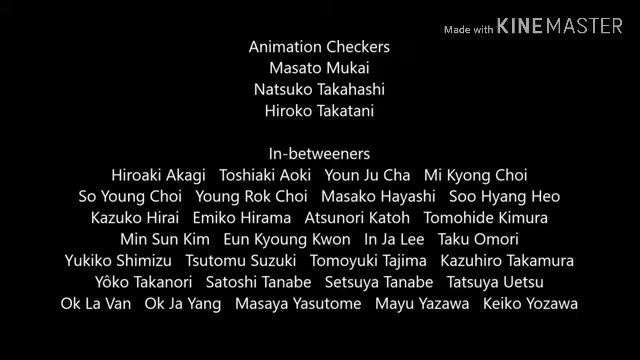 Made with KINEMASTER
Animation Checkers
Masato Mukai
Natsuko Takahashi
Hiroko Takatani
In-betweeners
Hiroaki Akagi Toshiaki Aoki Youn Ju Cha Mi Kyong Choi
So Young Choi Young Rok Choi Masako Hayashi Soo Hyang Heo
Kazuko Hirai Emiko Hirama Atsunori Katoh Tomohide Kimura
Min Sun Kim Eun Kyoung Kwon In Ja Lee Taku Omori
Yukiko Shimizu Tsutomu Suzuki Tomoyuki Tajima Kazuhiro Takamura
Yôko Takanori Satoshi Tanabe Setsuya Tanabe Tatsuya Uetsu
Ok La Van Ok Ja Yang Masaya Yasutome Mayu Yazawa Keiko Yozawa